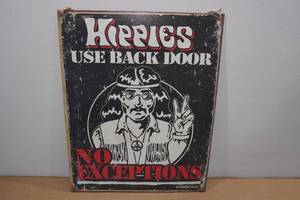 HIPPIES
USE BACK DOOR
NO
EXCEPTIONS